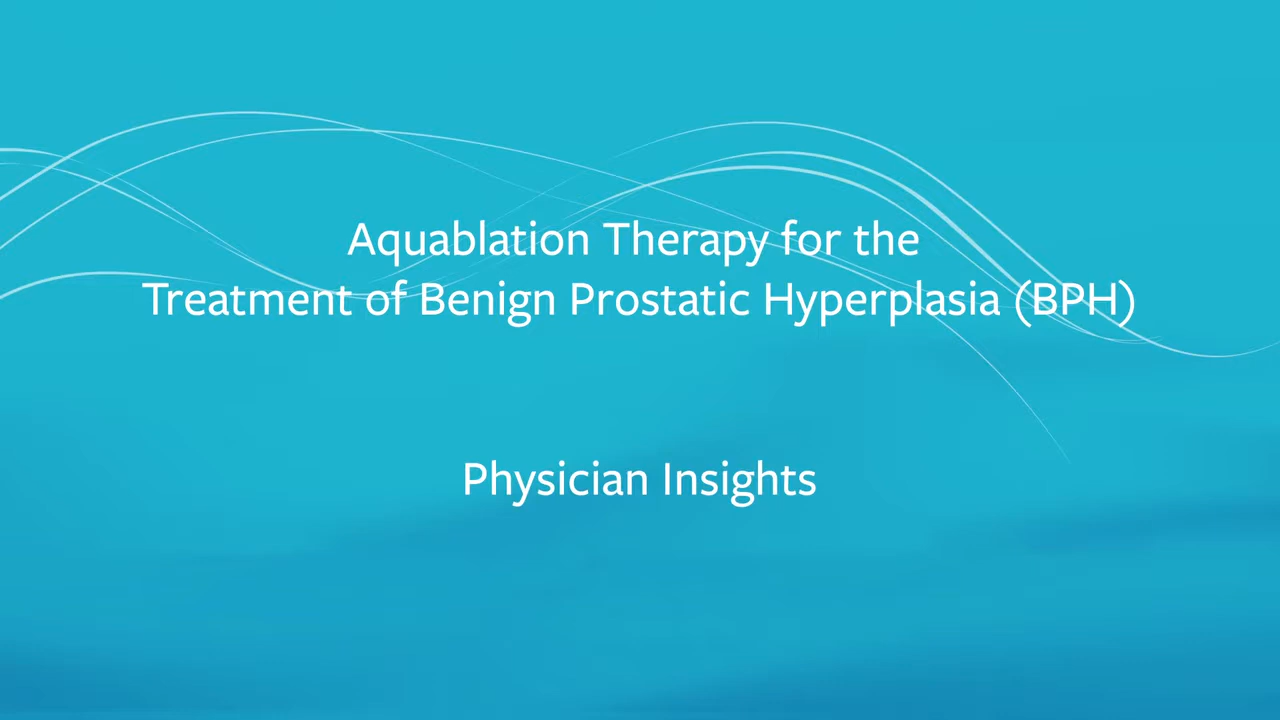 Aquablation Therapy for the
Treatment of Benign Prostatic Hyperplasia (BPH)
Physician Insights